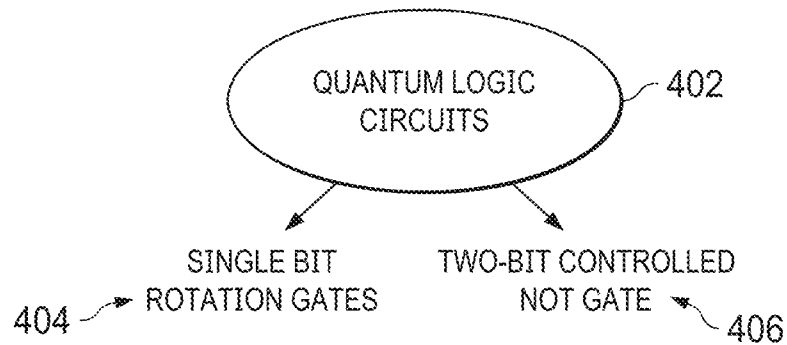 QUANTUM LOGIC
CIRCUITS
402
SINGLE BIT
ROTATION GATES
404
TWO-BIT CONTROLLED
NOT GATE
406